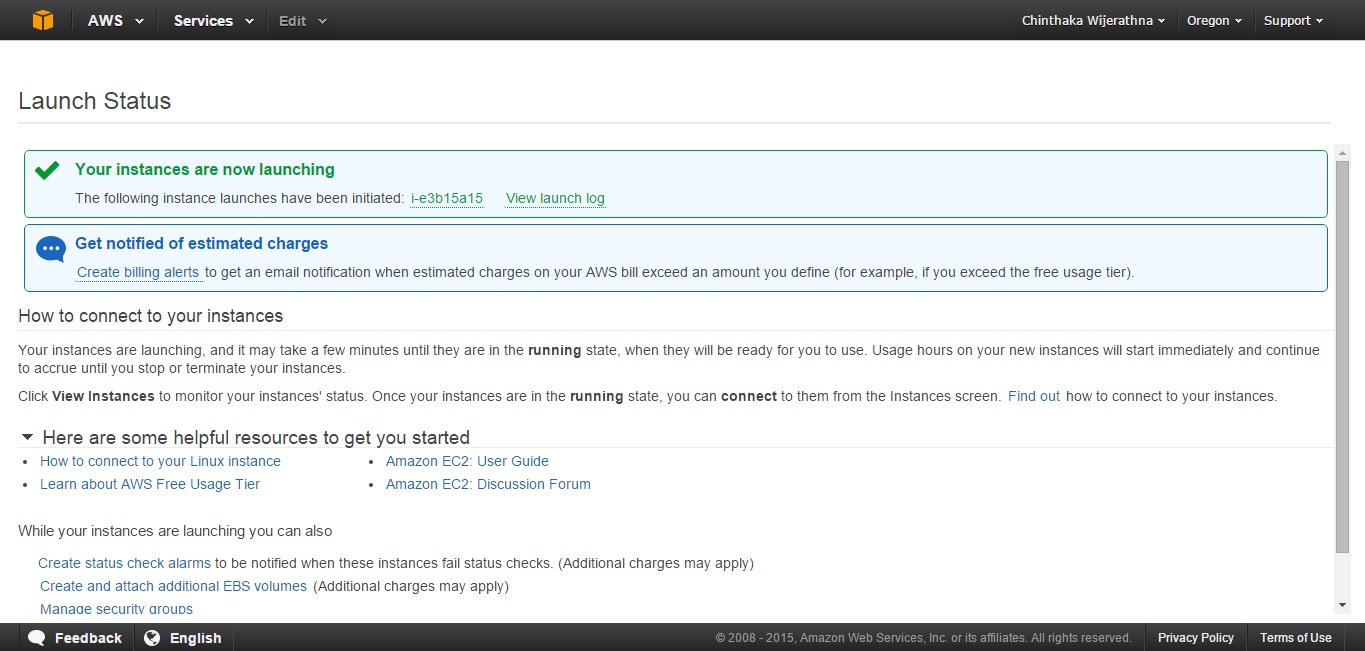 AWS Services Edit Chinthaka Wijerathna Oregon Support
Launch Status
Your instances are now launching
The following instance launches have been initiated: i-e3b15a15 View launch log
Get notified of estimated charges
Create billing alerts to get an email notification when estimated charges on your AWS bill exceed an amount you define (for example, if you exceed the free usage tier).
How to connect to your instances
Your instances are launching, and it may take a few minutes until they are in the running state, when they will be ready for you to use. Usage hours on your new instances will start immediately and continue
to accrue until you stop or terminate your instances.
Click View Instances to monitor your instances' status. Once your instances are in the running state, you can connect to them from the Instances screen. Find out how to connect to your instances.
Here are some helpful resources to get you started
• How to connect to your Linux instance • Amazon EC2: User Guide
• Learn about AWS Free Usage Tier • Amazon EC2: Discussion Forum
While your instances are launching you can also
Create status check alarms to be notified when these instances fail status checks. (Additional charges may apply)
Create and attach additional EBS volumes (Additional charges may apply)
Manage security groups
Feedback English © 2008 - 2015, Amazon Web Services, Inc. or its affiliates. All rights reserved. Privacy Policy Terms of Use